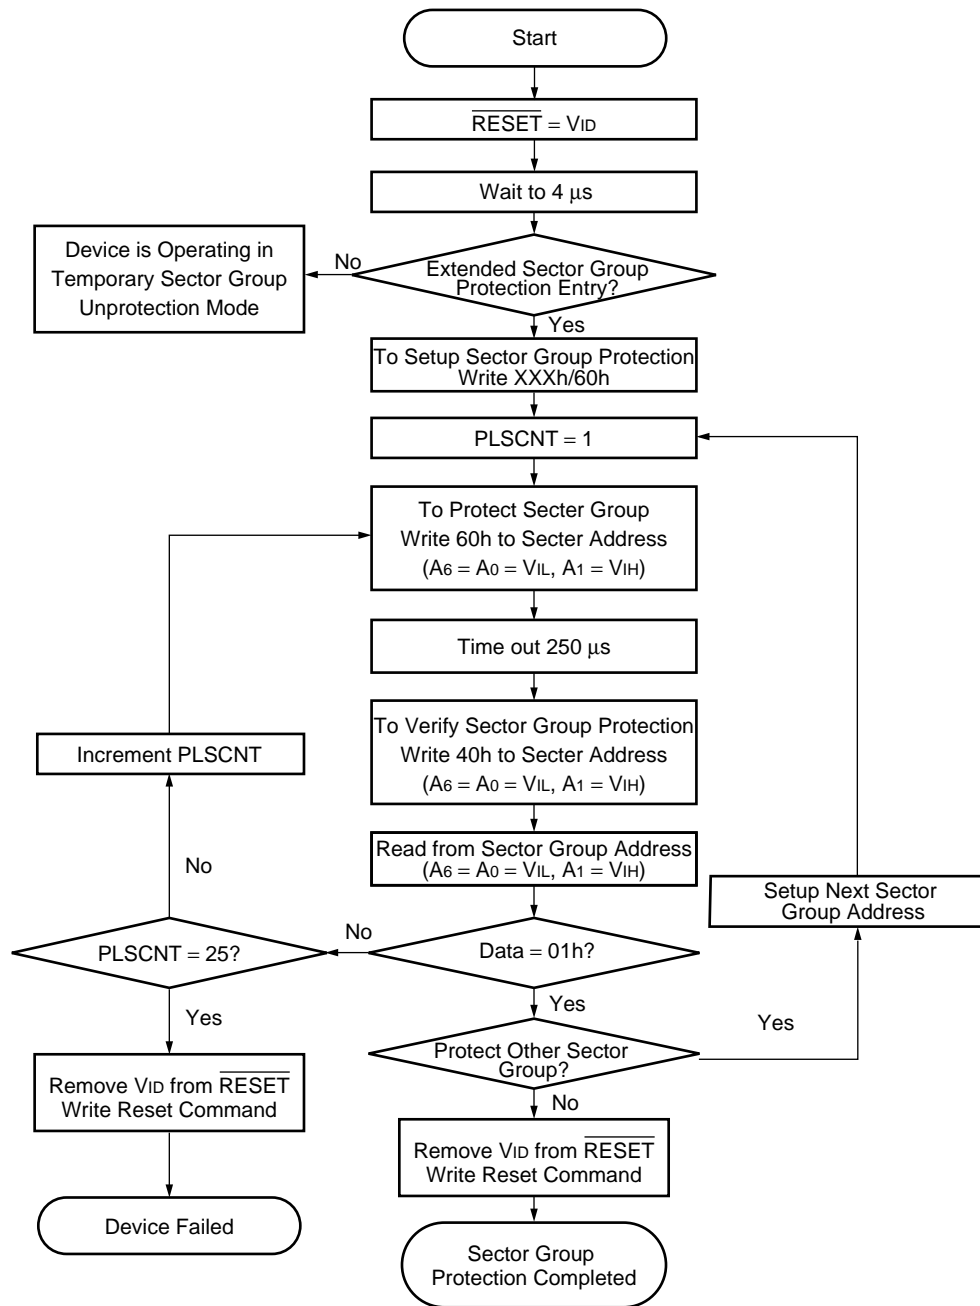 Start
RESET = VID
Wait to 4 μs
Device is Operating in
Temporary Sector Group
Unprotection Mode
No
Extended Sector Group
Protection Entry?
Yes
To Setup Sector Group Protection
Write XXXh/60h
PLSCNT = 1
To Protect Secter Group
Write 60h to Secter Address
(A6 = A0 = VIL, A1 = VIH)
Time out 250 μs
To Verify Sector Group Protection
Write 40h to Secter Address
(A6 = A0 = VIL, A1 = VIH)
Increment PLSCNT
Read from Sector Group Address
(A6 = A0 = VIL, A1 = VIH)
No
Setup Next Sector
Group Address
PLSCNT = 25?
No
Data = 01h?
Yes
Yes
Yes
Protect Other Sector
Group?
No
Remove VID from RESET
Write Reset Command
Remove VID from RESET
Write Reset Command
Device Failed
Sector Group
Protection Completed